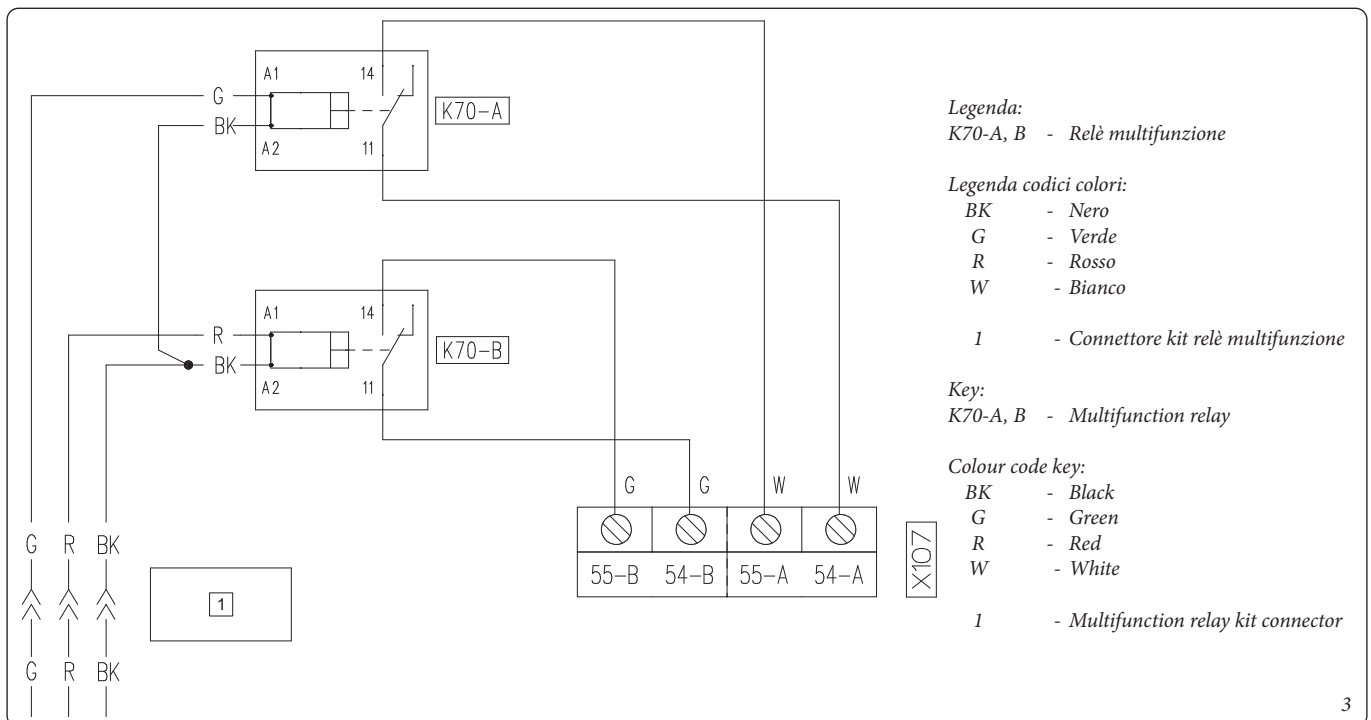 A1 14
G
BK
A2 11
K70-A
A1 14
R
BK
A2 11
K70-B
G G W W
55-B 54-B 55-A 54-A
X107
G R BK
1
G R BK
Legenda:
K70-A, B - Relè multifunzione
Legenda codici colori:
BK - Nero
G - Verde
R - Rosso
W - Bianco
1 - Connettore kit relè multifunzione
Key:
K70-A, B - Multifunction relay
Colour code key:
BK - Black
G - Green
R - Red
W - White
1 - Multifunction relay kit connector
3